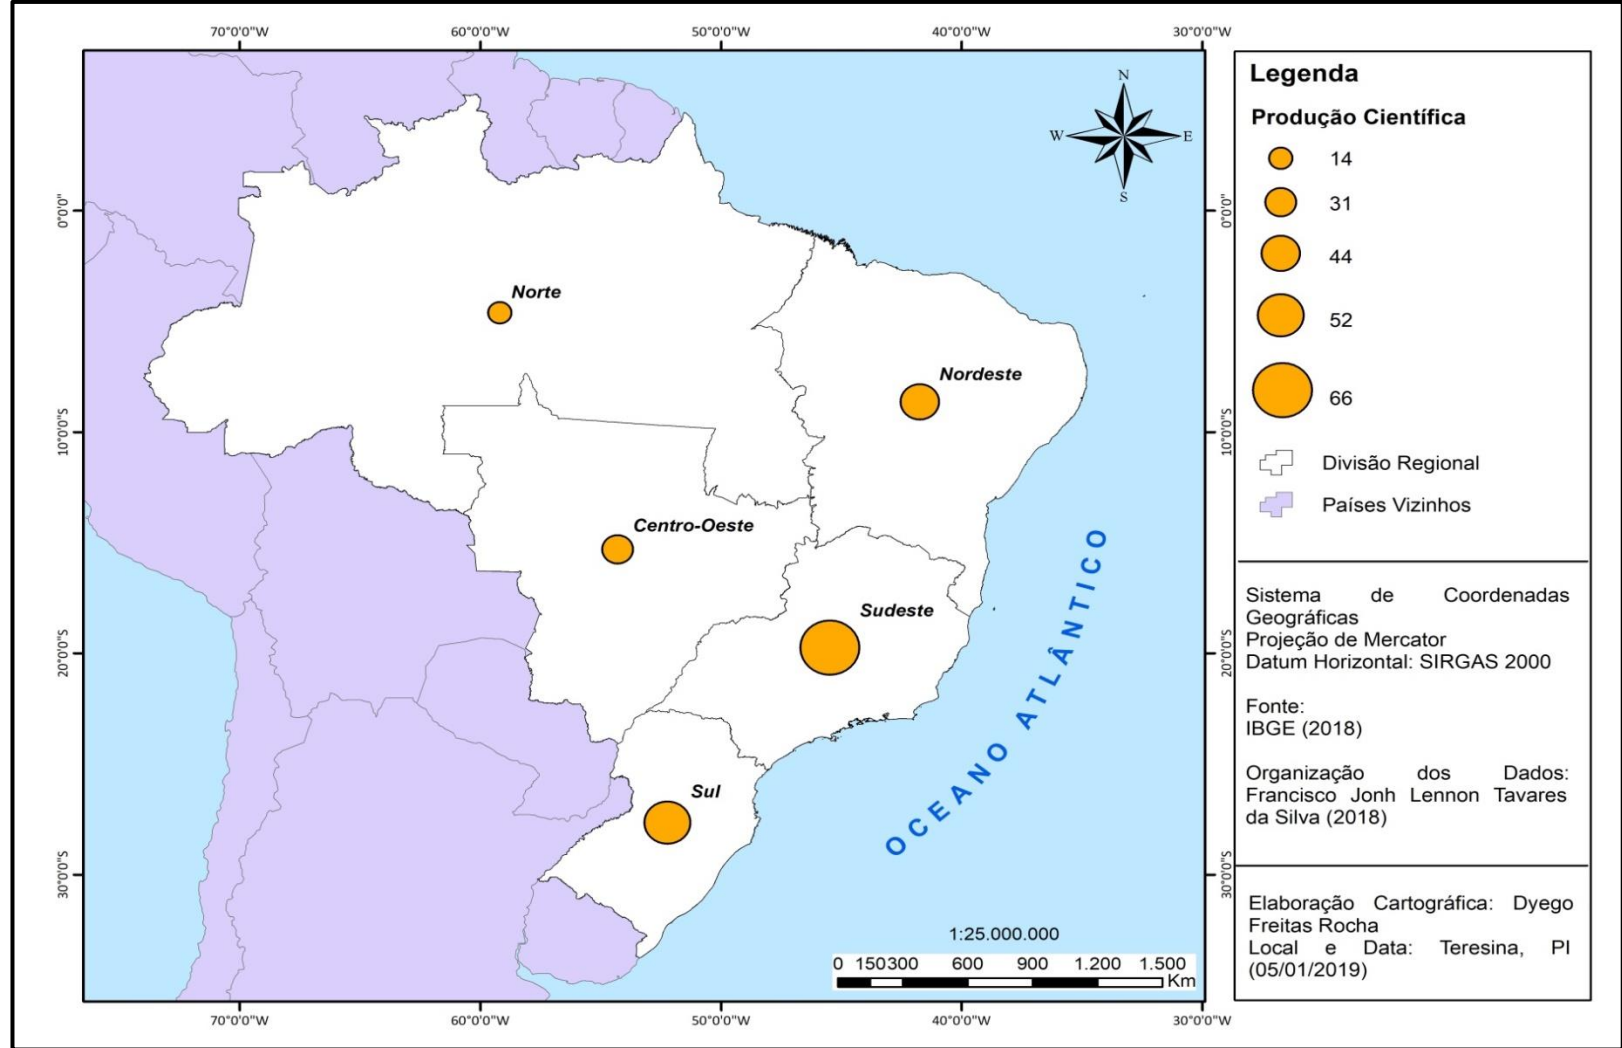 70°0'0"W 60°0'0"W 50°0'0"W 40°0'0"W 30°0'0"W
0°0'0"
10°0'0"S
20°0'0"S
30°0'0"S
N
W E
S
Norte
Nordeste
Centro-Oeste
Sudeste
Sul
OCEANO ATLÂNTICO
1:25.000.000
0 150 300 600 900 1.200 1.500
Km
0°0'0"
10°0'0"S
20°0'0"S
30°0'0"S
70°0'0"W 60°0'0"W 50°0'0"W 40°0'0"W 30°0'0"W
Legenda
Produção Científica
14
31
44
52
66
Divisão Regional
Países Vizinhos
Sistema de Coordenadas
Geográficas
Projeção de Mercator
Datum Horizontal: SIRGAS 2000
Fonte:
IBGE (2018)
Organização dos Dados:
Francisco Jonh Lennon Tavares
da Silva (2018)
Elaboração Cartográfica: Dyego
Freitas Rocha
Local e Data: Teresina, PI
(05/01/2019)